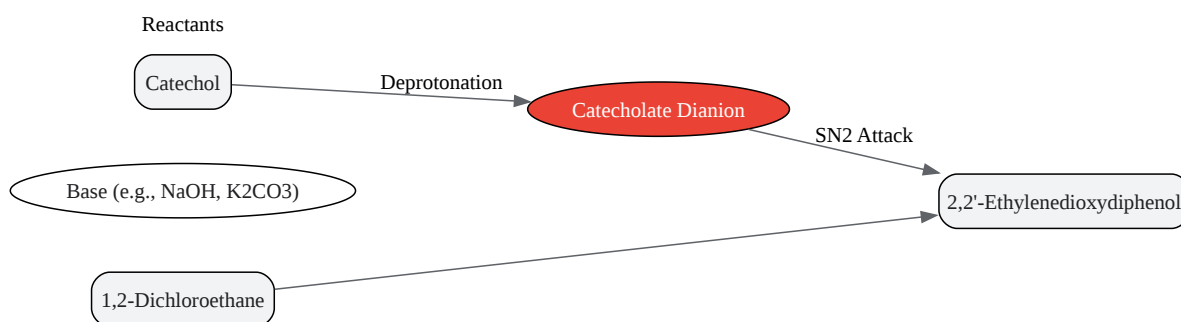 Reactants
Catechol
Deprotonation
Catecholate Dianion
SN2 Attack
Base (e.g., NaOH, K2CO3)
2,2'-Ethylenedioxydiphenol
1,2-Dichloroethane